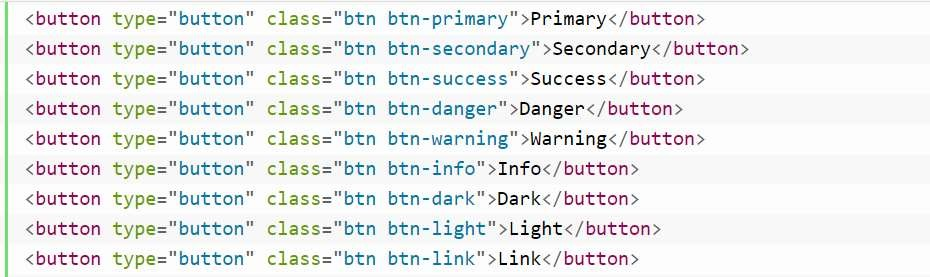 <button type="button" class="btn btn-primary">Primary</button>
<button type="button" class="btn btn-secondary">Secondary</button>
<button type="button" class="btn btn-success">Success</button>
<button type="button" class="btn btn-danger">Danger</button>
<button type="button" class="btn btn-warning">Warning</button>
<button type="button" class="btn btn-info">Info</button>
<button type="button" class="btn btn-dark">Dark</button>
<button type="button" class="btn btn-light">Light</button>
<button type="button" class="btn btn-link">Link</button>